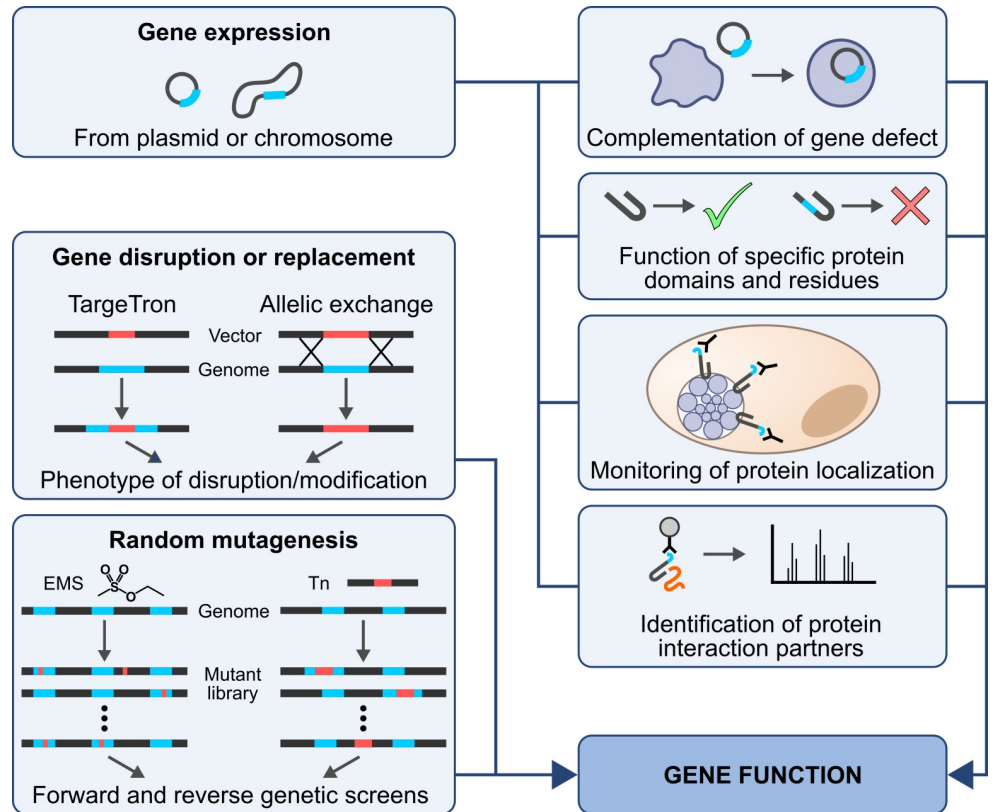 Gene expression
From plasmid or chromosome
Gene disruption or replacement
TargeTron
Allelic exchange
Vector
Genome
Phenotype of disruption/modification
Random mutagenesis
EMS
O
O
S
O
Tn
Genome
Mutant
library
Forward and reverse genetic screens
Complementation of gene defect
Function of specific protein
domains and residues
Monitoring of protein localization
Identification of protein
interaction partners
GENE FUNCTION